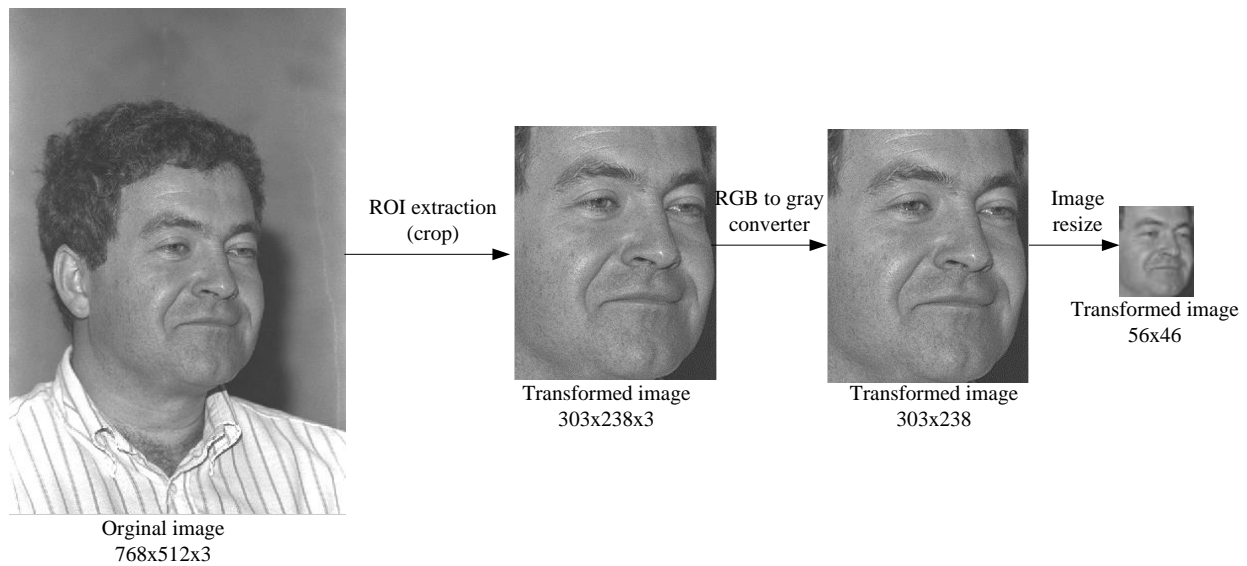 ROI extraction
(crop)
RGB to gray
converter
Image
resize
Orginal image
768x512x3
Transformed image
303x238x3
Transformed image
303x238
Transformed image
56x46